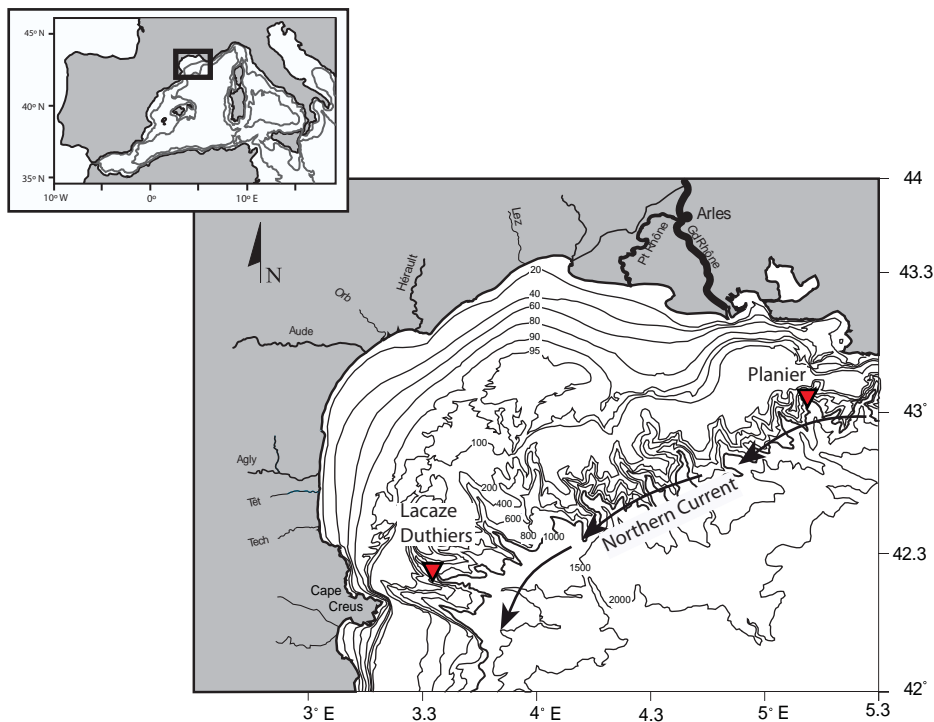 45° N
40° N
35° N
10° W
0°
10° E
N
44
43.3
43°
42.3
42°
3° E
3.3
4° E
4.3
5° E
5.3
Lez
Hérault
Orb
Aude
Agly
Têt
Tech
Cape
Creus
Pt Rhône
Gd Rhône
Arles
Planier
Lacaze
Duthiers
Northern Current
20
40
60
80
90
95
100
200
400
600
800
1000
1500
2000